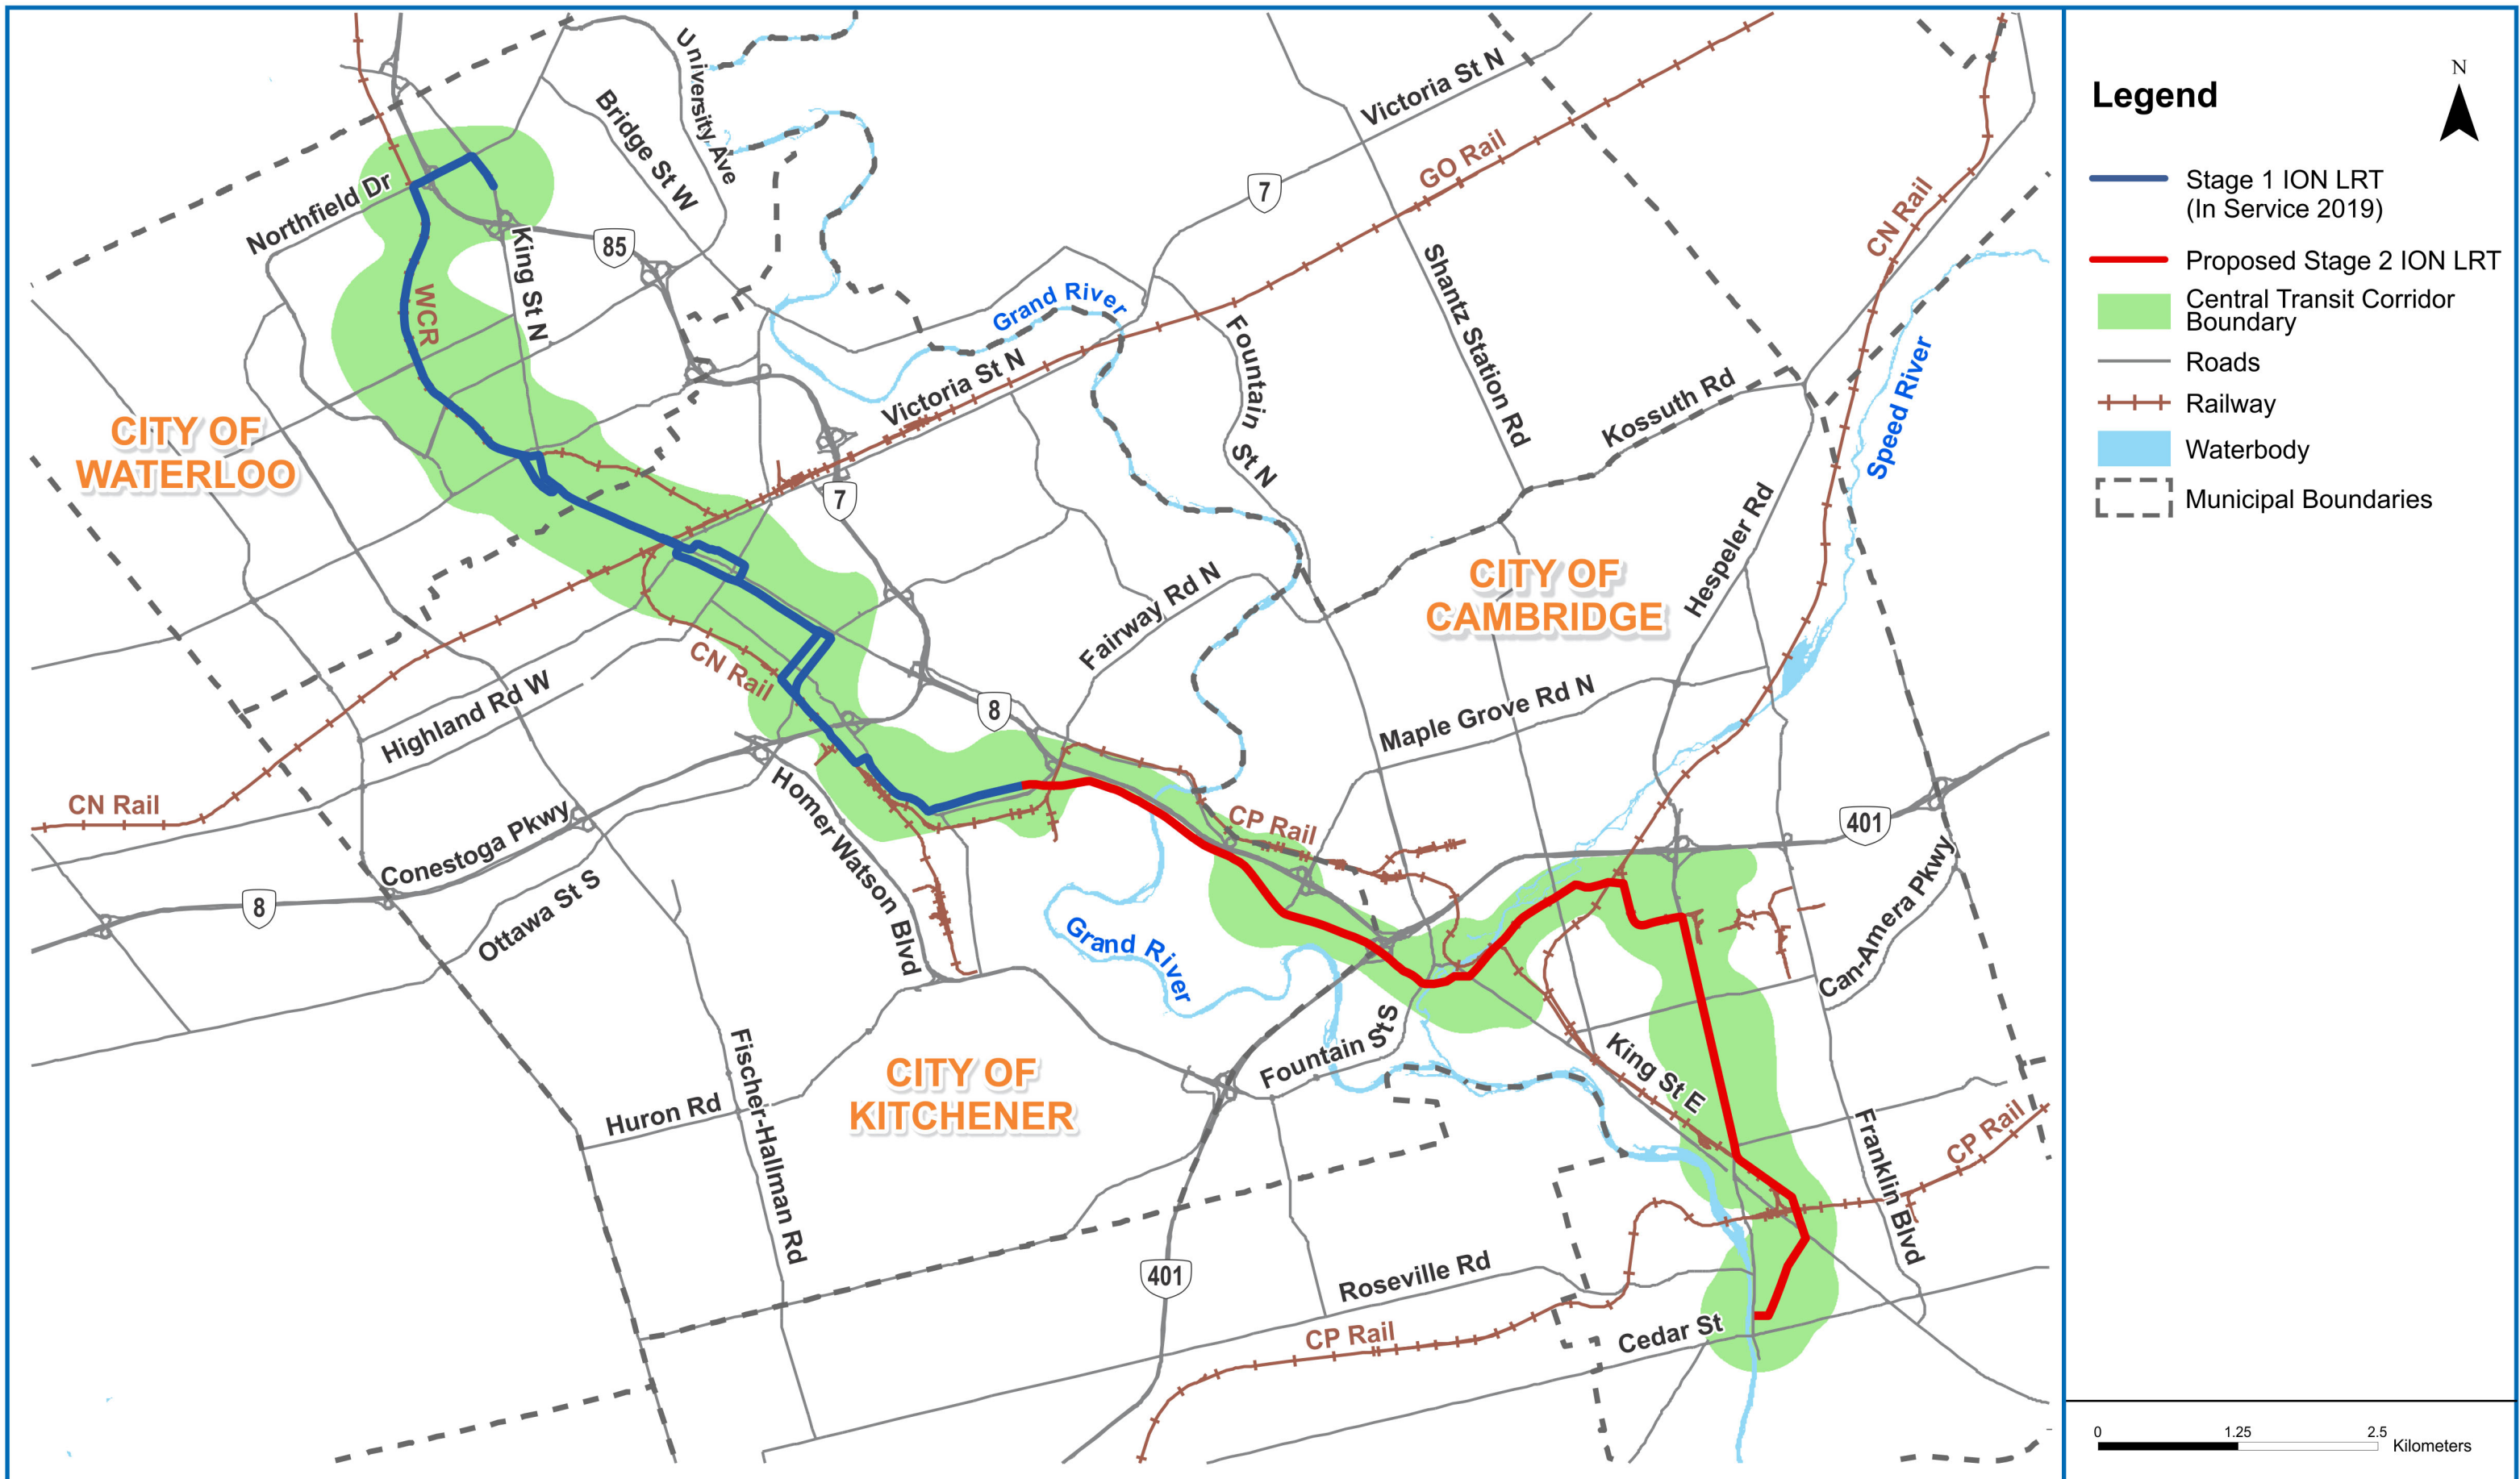 University Ave
Bridge St W
Victoria St N
GO Rail
Northfield Dr
7
CN Rail
85
King St N
WCR
Grand River
Shantz Station Rd
Fountain St N
Victoria St N
Speed River
Kossuth Rd
CITY OF
WATERLOO
7
Hespeler Rd
CITY OF
CAMBRIDGE
Fairway Rd N
CN Rail
Highland Rd W
8
Maple Grove Rd N
CN Rail
Homer Watson Blvd
CP Rail
401
Conestoga Pkwy
8
Ottawa St S
Can-Amera Pkwy
Grand River
Fountain St S
St S
King St E
CITY OF
KITCHENER
Fischer-Hallman Rd
Huron Rd
Franklin Blvd
CP Rail
401
Roseville Rd
CP Rail
Cedar St
Legend
N
Stage 1 ION LRT
(In Service 2019)
Proposed Stage 2 ION LRT
Central Transit Corridor
Boundary
Roads
Railway
Waterbody
Municipal Boundaries
0 1.25 2.5
Kilometers